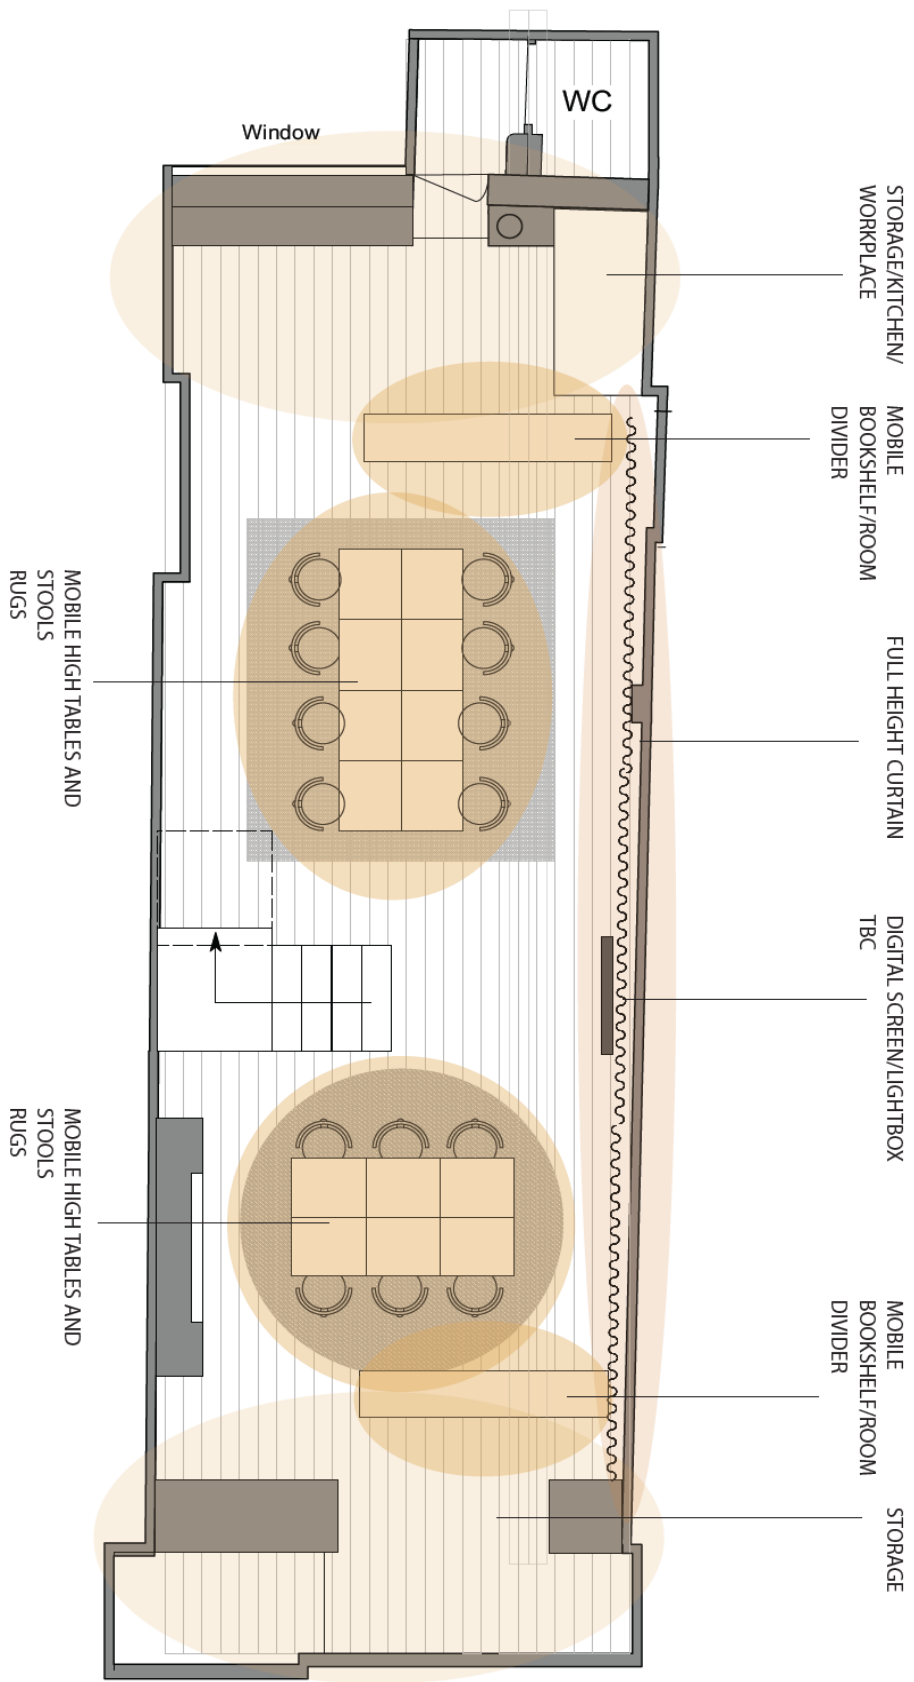 WC
Window
STORAGE/KITCHEN/
WORKPLACE
MOBILE
BOOKSHELF/ROOM
DIVIDER
MOBILE HIGH TABLES AND
STOOLS
RUGS
FULL HEIGHT CURTAIN
DIGITAL SCREEN/LIGHTBOX
TBC
MOBILE HIGH TABLES AND
STOOLS
RUGS
MOBILE
BOOKSHELF/ROOM
DIVIDER
STORAGE